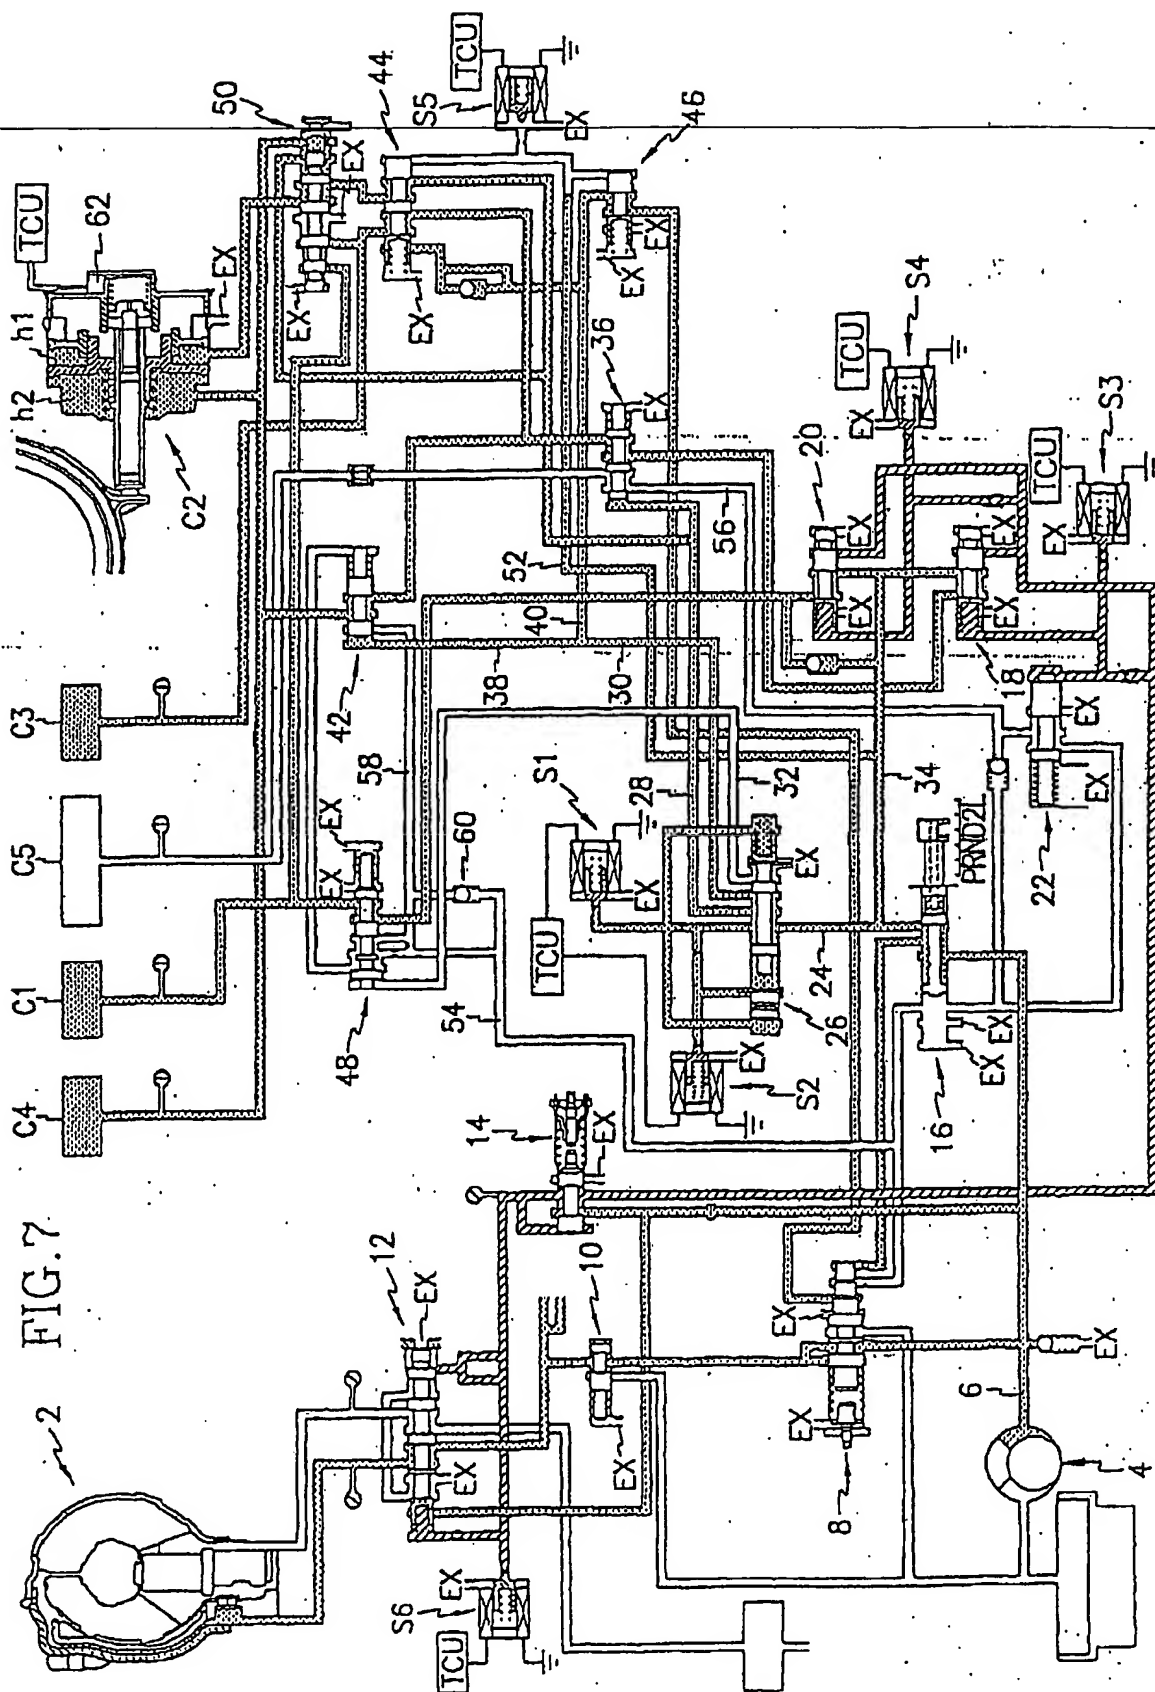 FIG.7
C4
C1
C5
C3
C2
h2
h1
TCU
62
EX
50
EX
44
S5
TCU
EX
46
EX
EX
EX
EX
36
EX
42
38
40
30
52
56
58
48
EX
EX
60
54
S1
28
32
TCU
EX
EX
24
26
EX
S2
34
20
EX
EX
S4
TCU
EX
EX
EX
18
S3
TCU
EX
EX
EX
22
PRND2L
16
EX
EX
14
EX
2
12
EX
EX
10
EX
S6
EX
TCU
EX
EX
8
6
EX
4